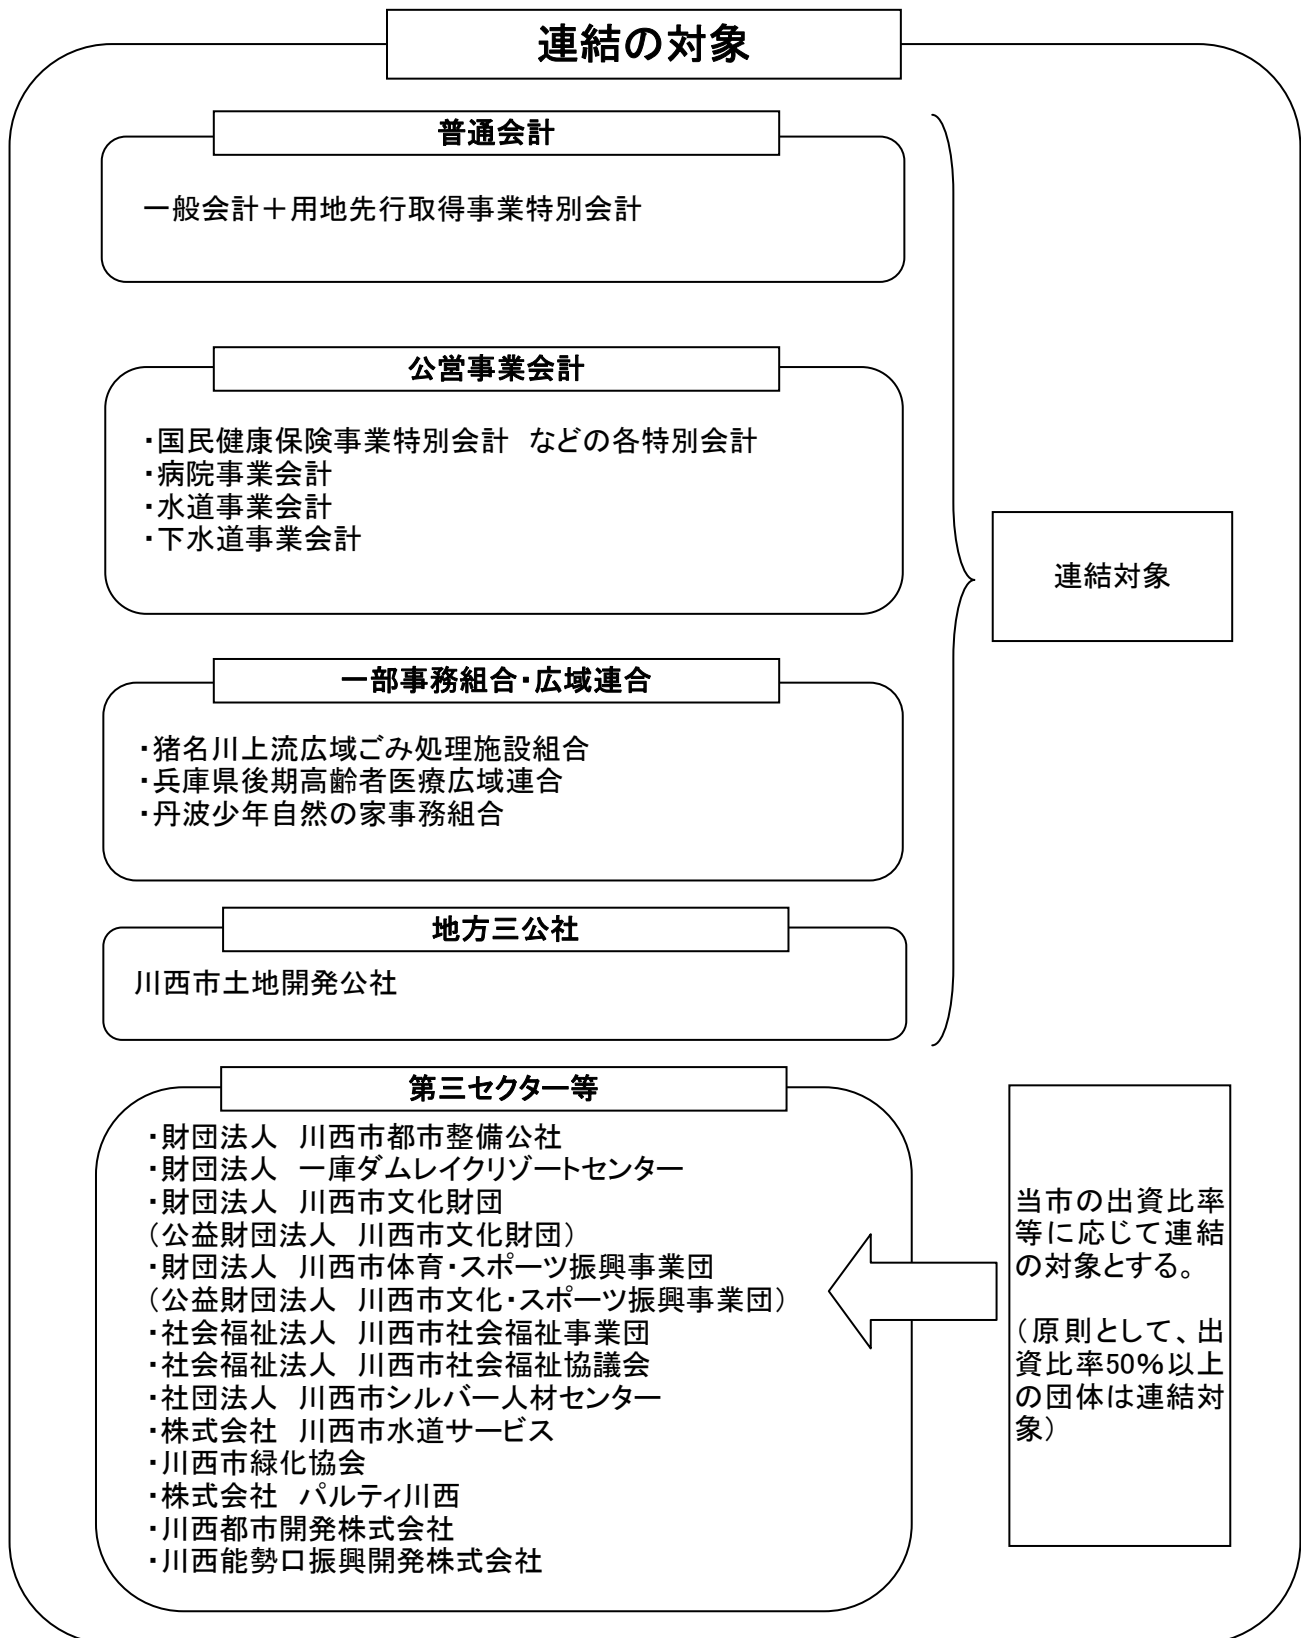 連結の対象
普通会計
一般会計＋用地先行取得事業特別会計
公営事業会計
・国民健康保険事業特別会計　などの各特別会計
・病院事業会計
・水道事業会計
・下水道事業会計
連結対象
一部事務組合・広域連合
・猪名川上流広域ごみ処理施設組合
・兵庫県後期高齢者医療広域連合
・丹波少年自然の家事務組合
地方三公社
川西市土地開発公社
第三セクター等
・財団法人　川西市都市整備公社
・財団法人　一庫ダムレイクリゾートセンター
・財団法人　川西市文化財団
（公益財団法人　川西市文化財団）
・財団法人　川西市体育・スポーツ振興事業団
（公益財団法人　川西市文化・スポーツ振興事業団）
・社会福祉法人　川西市社会福祉事業団
・社会福祉法人　川西市社会福祉協議会
・社団法人　川西市シルバー人材センター
・株式会社　川西市水道サービス
・川西市緑化協会
・株式会社　パルティ川西
・川西都市開発株式会社
・川西能勢口振興開発株式会社
当市の出資比率
等に応じて連結
の対象とする。
（原則として、出
資比率50％以上
の団体は連結対
象）